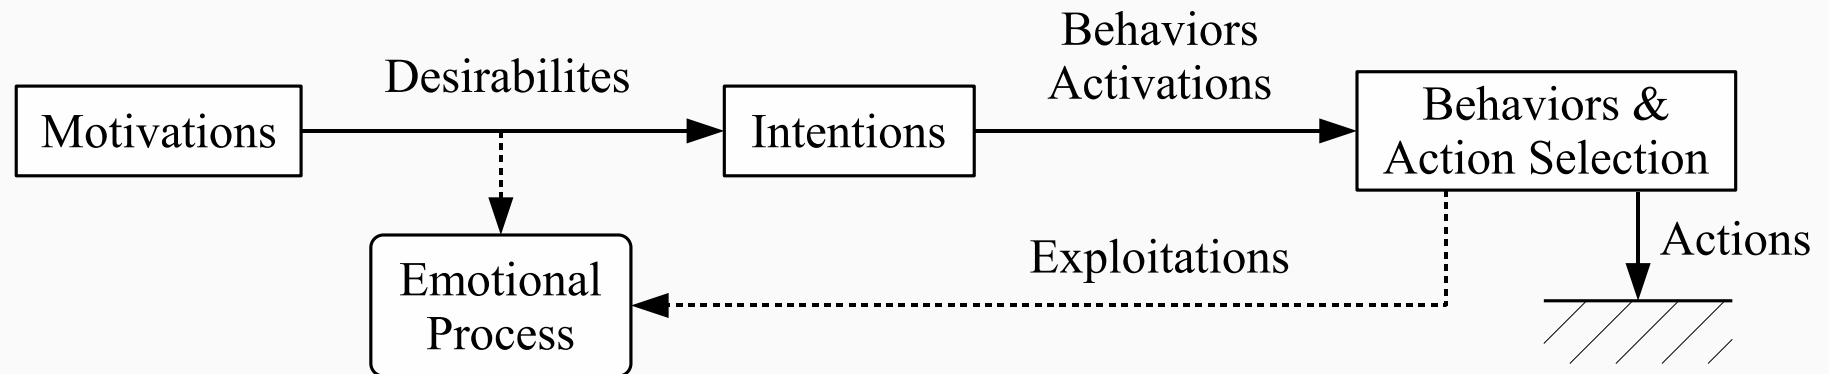 Motivations
Desirabilites
Intentions
Behaviors
Activations
Behaviors &
Action Selection
Emotional
Process
Exploitations
Actions